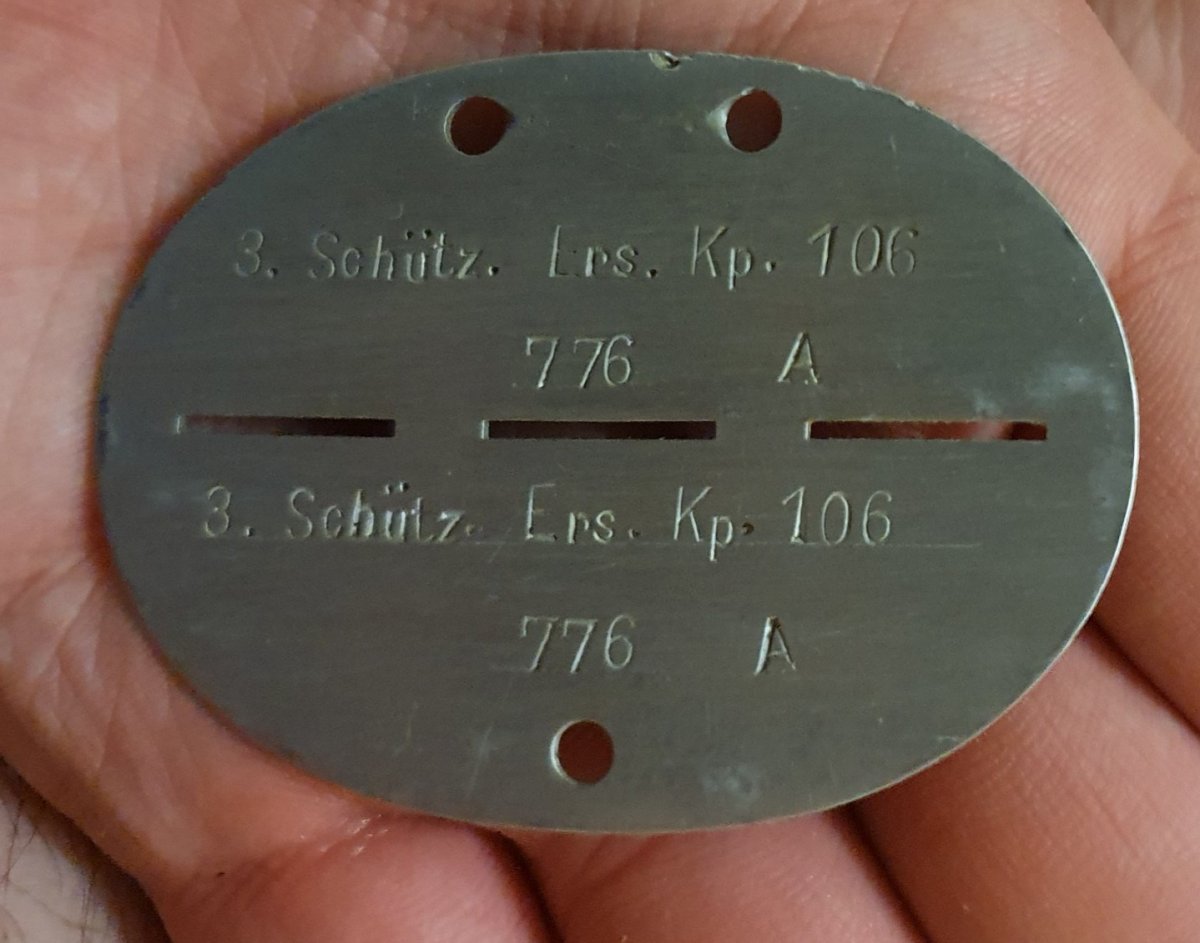 3. Schütz. Ers. Kp. 106
776 A
3. Schütz. Ers. Kp. 106
776 A